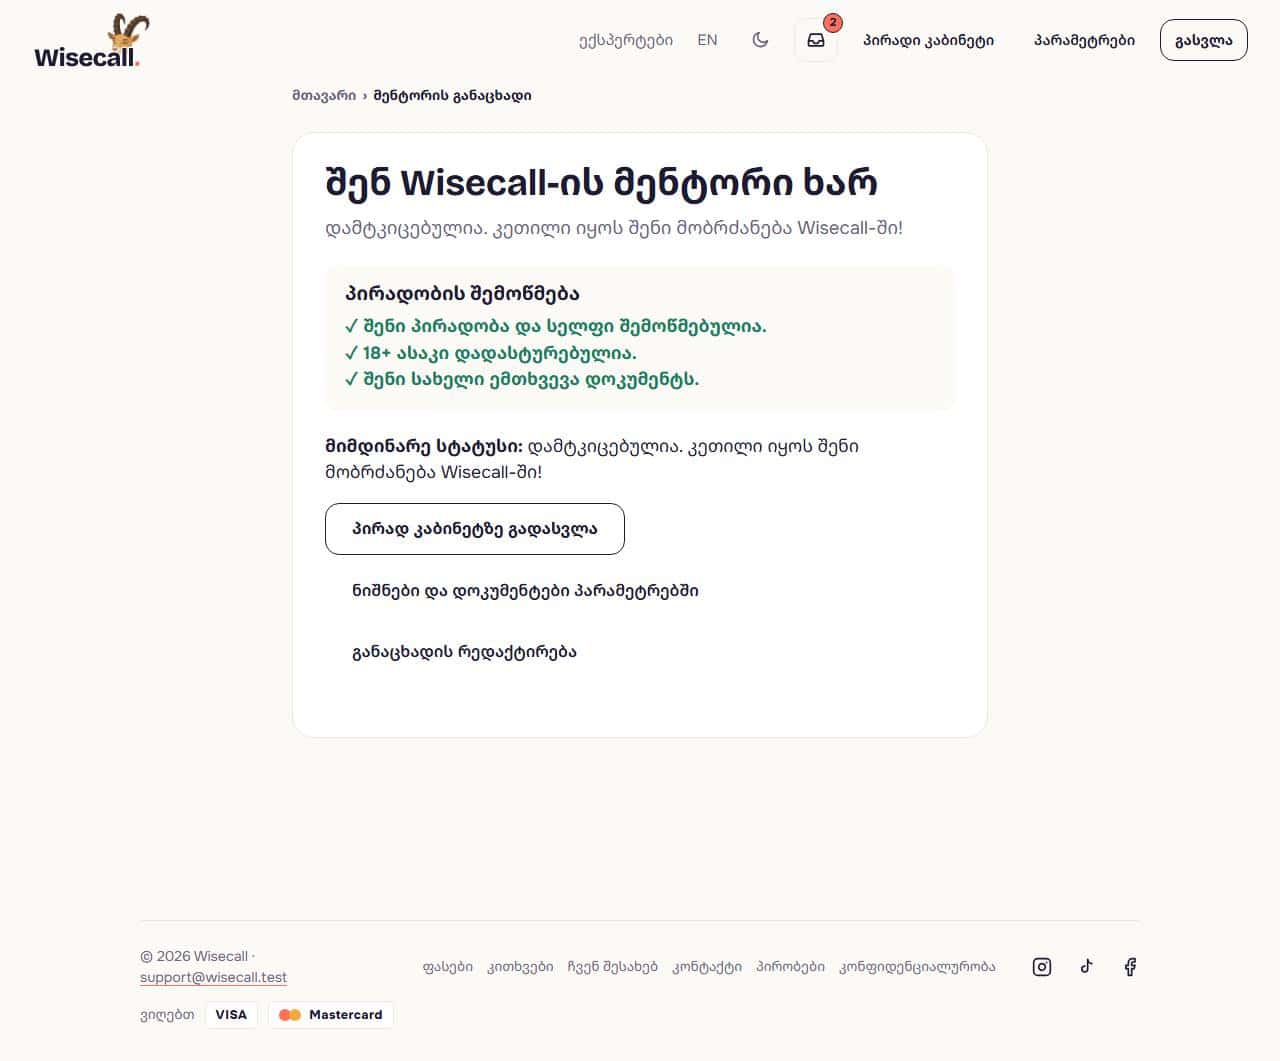 Wisecall.
ექსპერტები EN 2 პირადი კაბინეტი პარამეტრები გასვლა
მთავარი › მენტორის განაცხადი
შენ Wisecall-ის მენტორი ხარ
დამტკიცებულია. კეთილი იყოს შენი მობრძანება Wisecall-ში!
პირადობის შემოწმება
✓ შენი პირადობა და სელფი შემოწმებულია.
✓ 18+ ასაკი დადასტურებულია.
✓ შენი სახელი ემთხვევა დოკუმენტს.
მიმდინარე სტატუსი: დამტკიცებულია. კეთილი იყოს შენი
მობრძანება Wisecall-ში!
პირად კაბინეტზე გადასვლა
ნიშნები და დოკუმენტები პარამეტრებში
განაცხადის რედაქტირება
© 2026 Wisecall ·
support@wisecall.test
ფასები კითხვები ჩვენ შესახებ კონტაქტი პირობები კონფიდენციალურობა
ვიღებთ VISA Mastercard